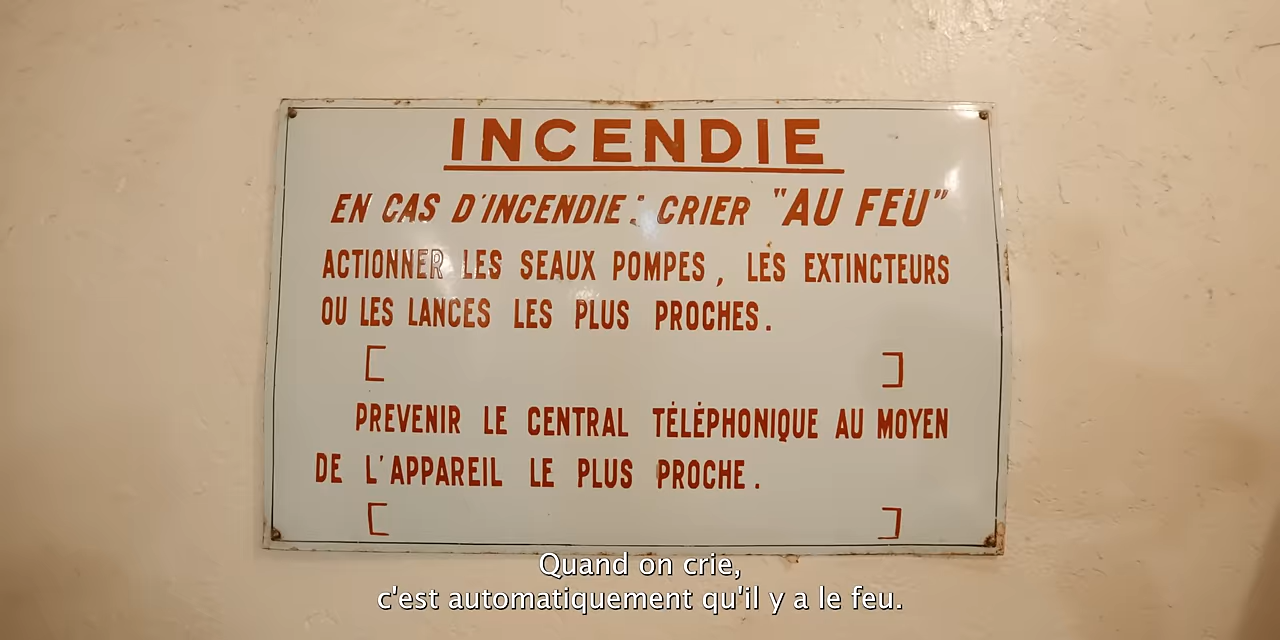 INCENDIE
EN CAS D'INCENDIE : CRIER "AU FEU"
ACTIONNER LES SEAUX POMPES, LES EXTINCTEURS
OU LES LANCES LES PLUS PROCHES.
[ ]
PREVENIR LE CENTRAL TÉLÉPHONIQUE AU MOYEN
DE L'APPAREIL LE PLUS PROCHE.
[ ]
Quand on crie,
c'est automatiquement qu'il y a le feu.